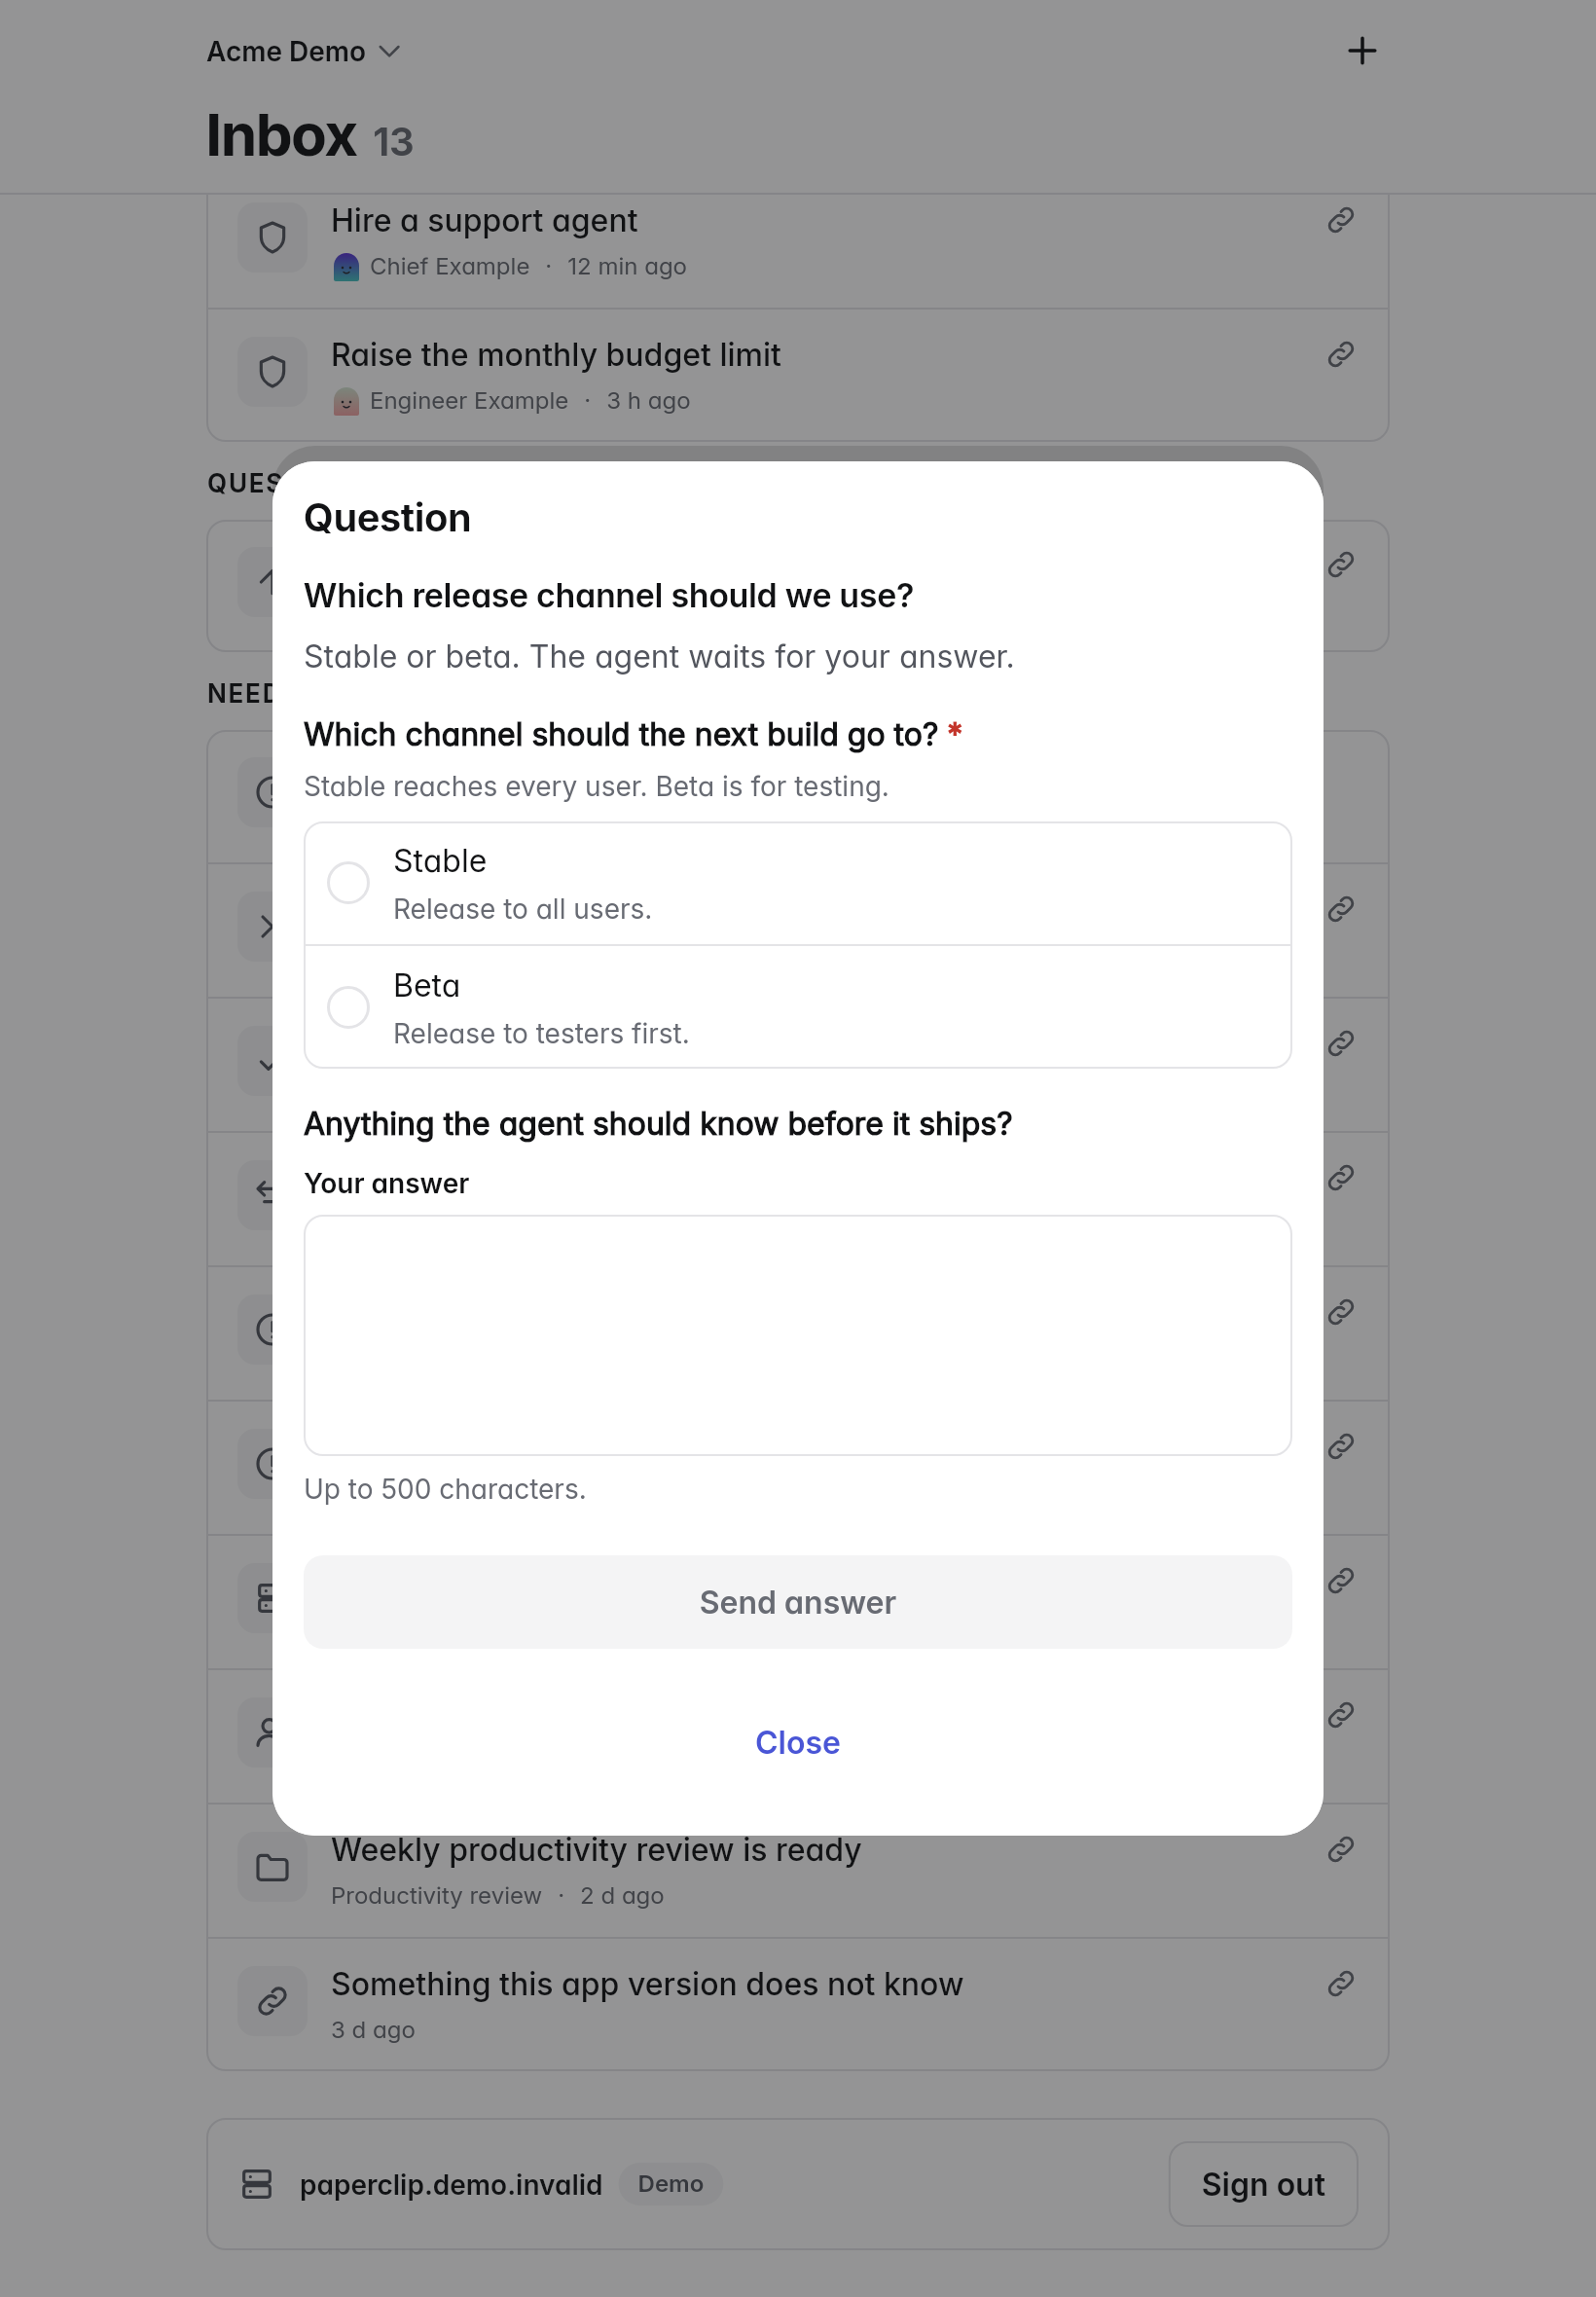 Acme Demo
Inbox 13
Hire a support agent
Chief Example · 12 min ago
Raise the monthly budget limit
Engineer Example · 3 h ago
Question
Which release channel should we use?
Stable or beta. The agent waits for your answer.
Which channel should the next build go to? *
Stable reaches every user. Beta is for testing.
Stable
Release to all users.
Beta
Release to testers first.
Anything the agent should know before it ships?
Your answer
Up to 500 characters.
Send answer
Close
Weekly productivity review is ready
Productivity review · 2 d ago
Something this app version does not know
3 d ago
paperclip.demo.invalid Demo
Sign out